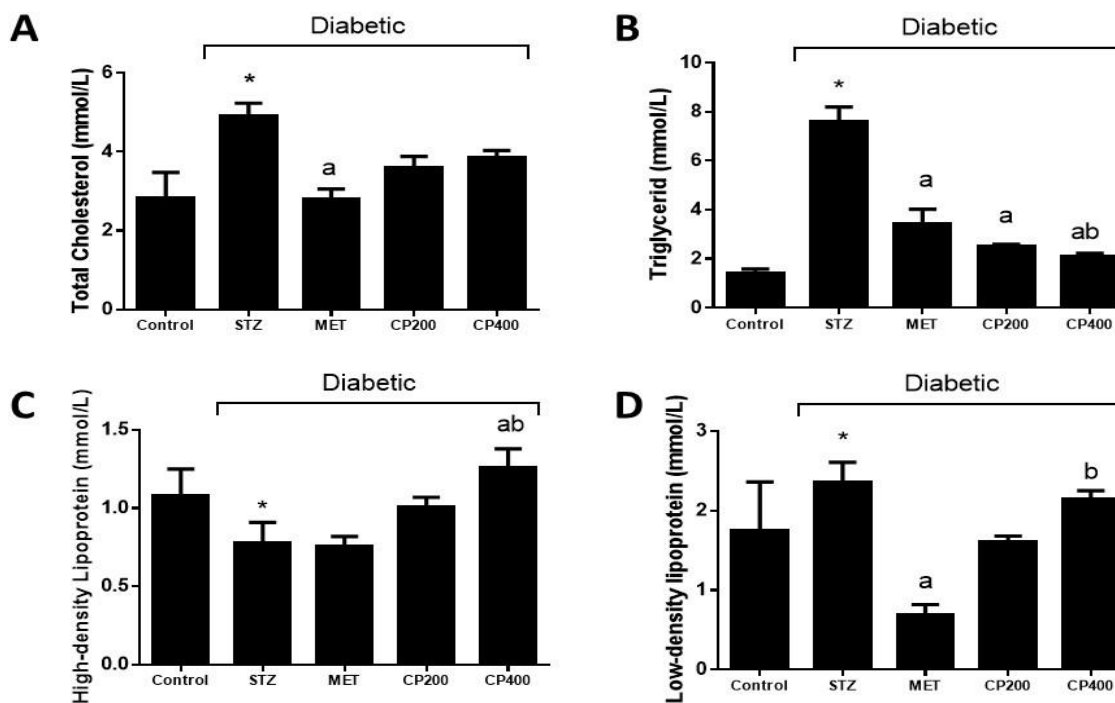 A
Diabetic
Total Cholesterol (mmol/L)
6
4
2
0
*
a
Control STZ MET CP200 CP400
B
Diabetic
Triglycerid (mmol/L)
10
8
6
4
2
0
*
a
a
ab
Control STZ MET CP200 CP400
C
Diabetic
High-density Lipoprotein (mmol/L)
1.5
1.0
0.5
0.0
*
ab
Control STZ MET CP200 CP400
D
Diabetic
Low-density lipoprotein (mmol/L)
3
2
1
0
*
a
b
Control STZ MET CP200 CP400